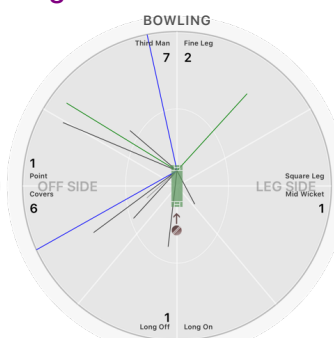 BOWLING
Third Man
7
Fine Leg
2
1
Point
OFF SIDE
Covers
6
Square Leg
LEG SIDE
Mid Wicket
1
1
Long Off
Long On